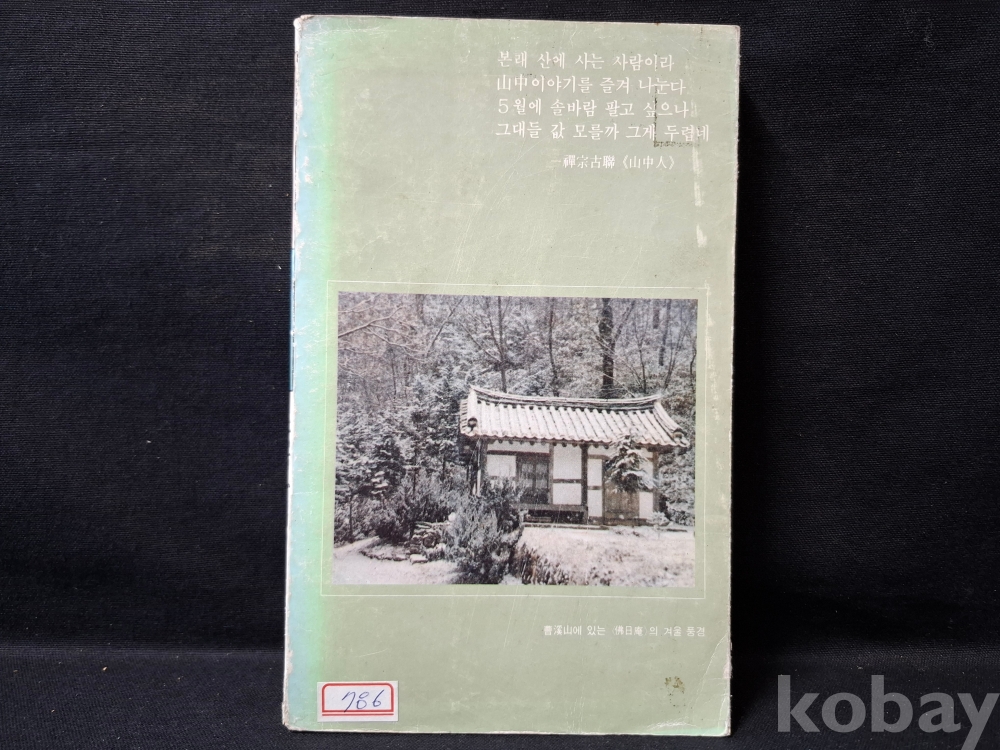 본래 산에 사는 사람이라
山中이야기를 즐겨 나눈다
5월에 솔바람 팔고 싶으나
그대들 값 모를까 그게 두렵네
—禪宗古聯《山中人》
曹溪山에 있는 〈佛日庵〉의 겨울 풍경
786
kobay